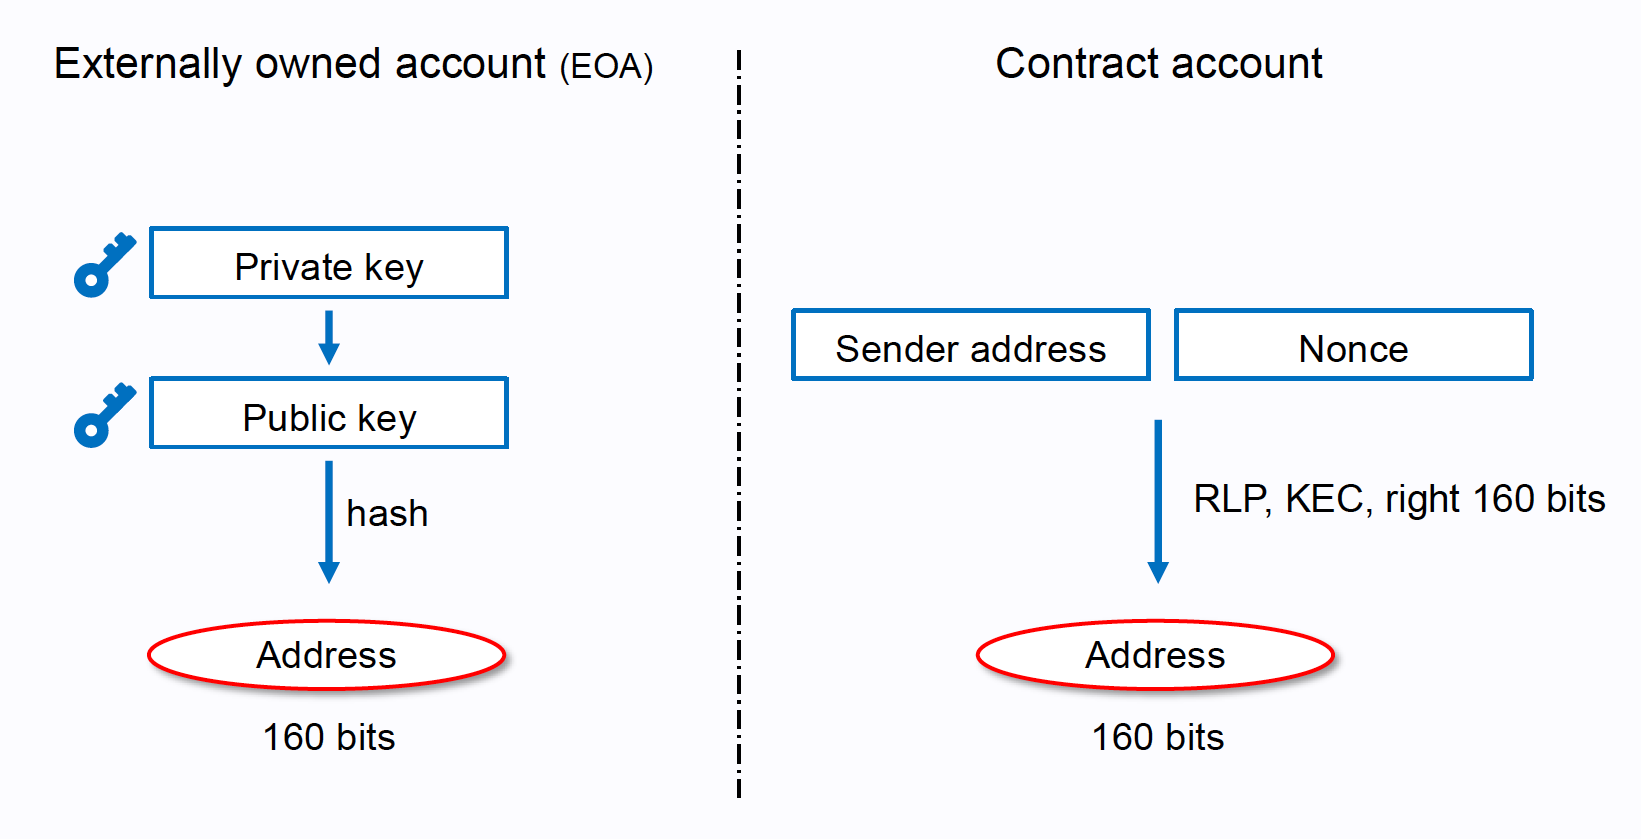 Externally owned account (EOA)
Private key
Public key
hash
Address
160 bits
Contract account
Sender address
Nonce
RLP, KEC, right 160 bits
Address
160 bits